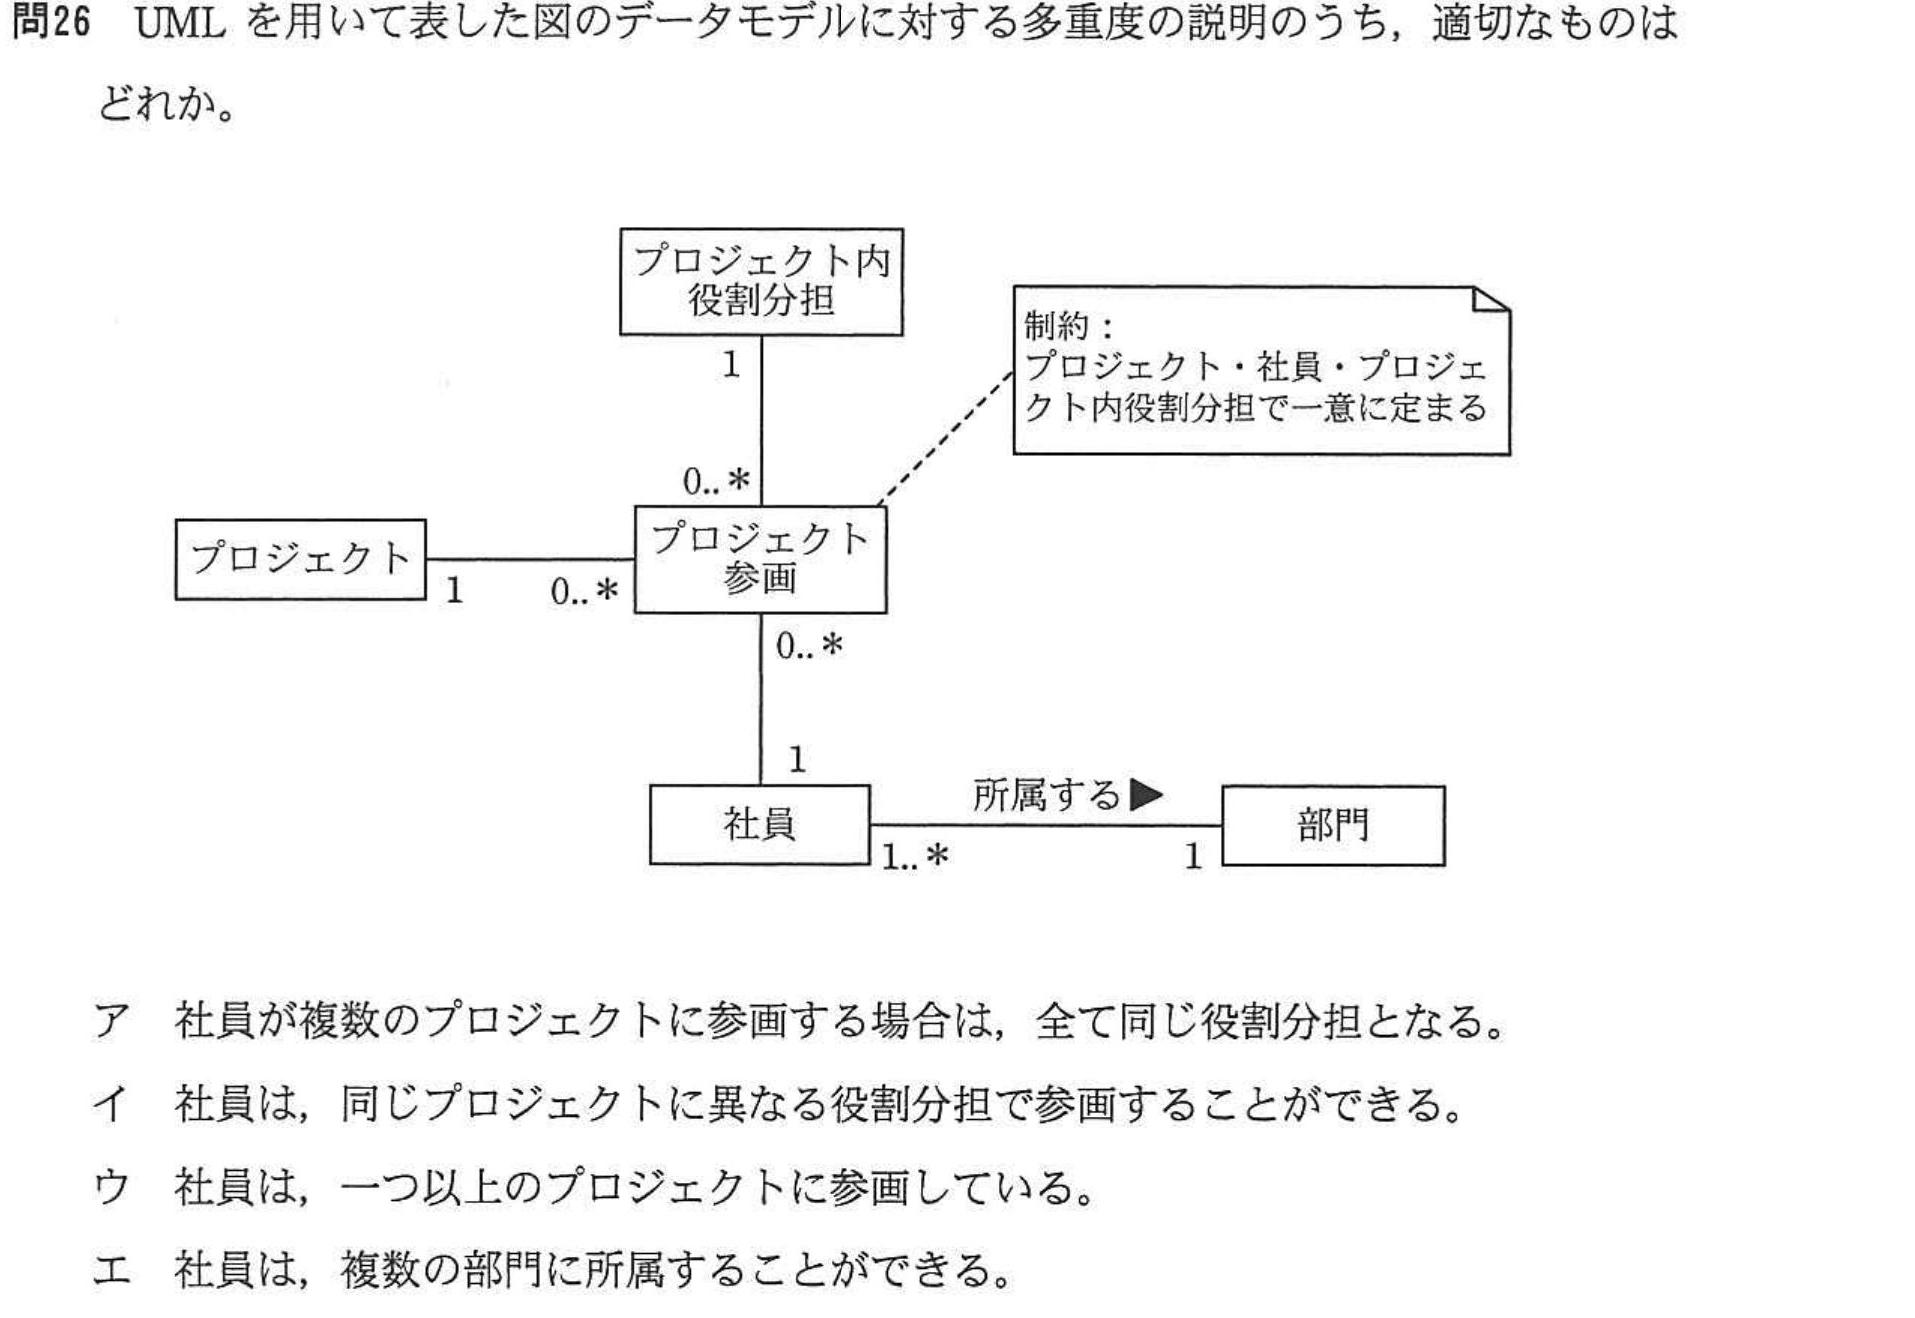 問26 UML を用いて表した図のデータモデルに対する多重度の説明のうち，適切なものは
どれか。
プロジェクト内
役割分担
制約：
プロジェクト・社員・プロジェ
クト内役割分担で一意に定まる
1
0..*
プロジェクト
1
0..*
プロジェクト
参画
0..*
1
社員
所属する▶
1..*
1
部門
ア 社員が複数のプロジェクトに参画する場合は，全て同じ役割分担となる。
イ 社員は，同じプロジェクトに異なる役割分担で参画することができる。
ウ 社員は，一つ以上のプロジェクトに参画している。
エ 社員は，複数の部門に所属することができる。